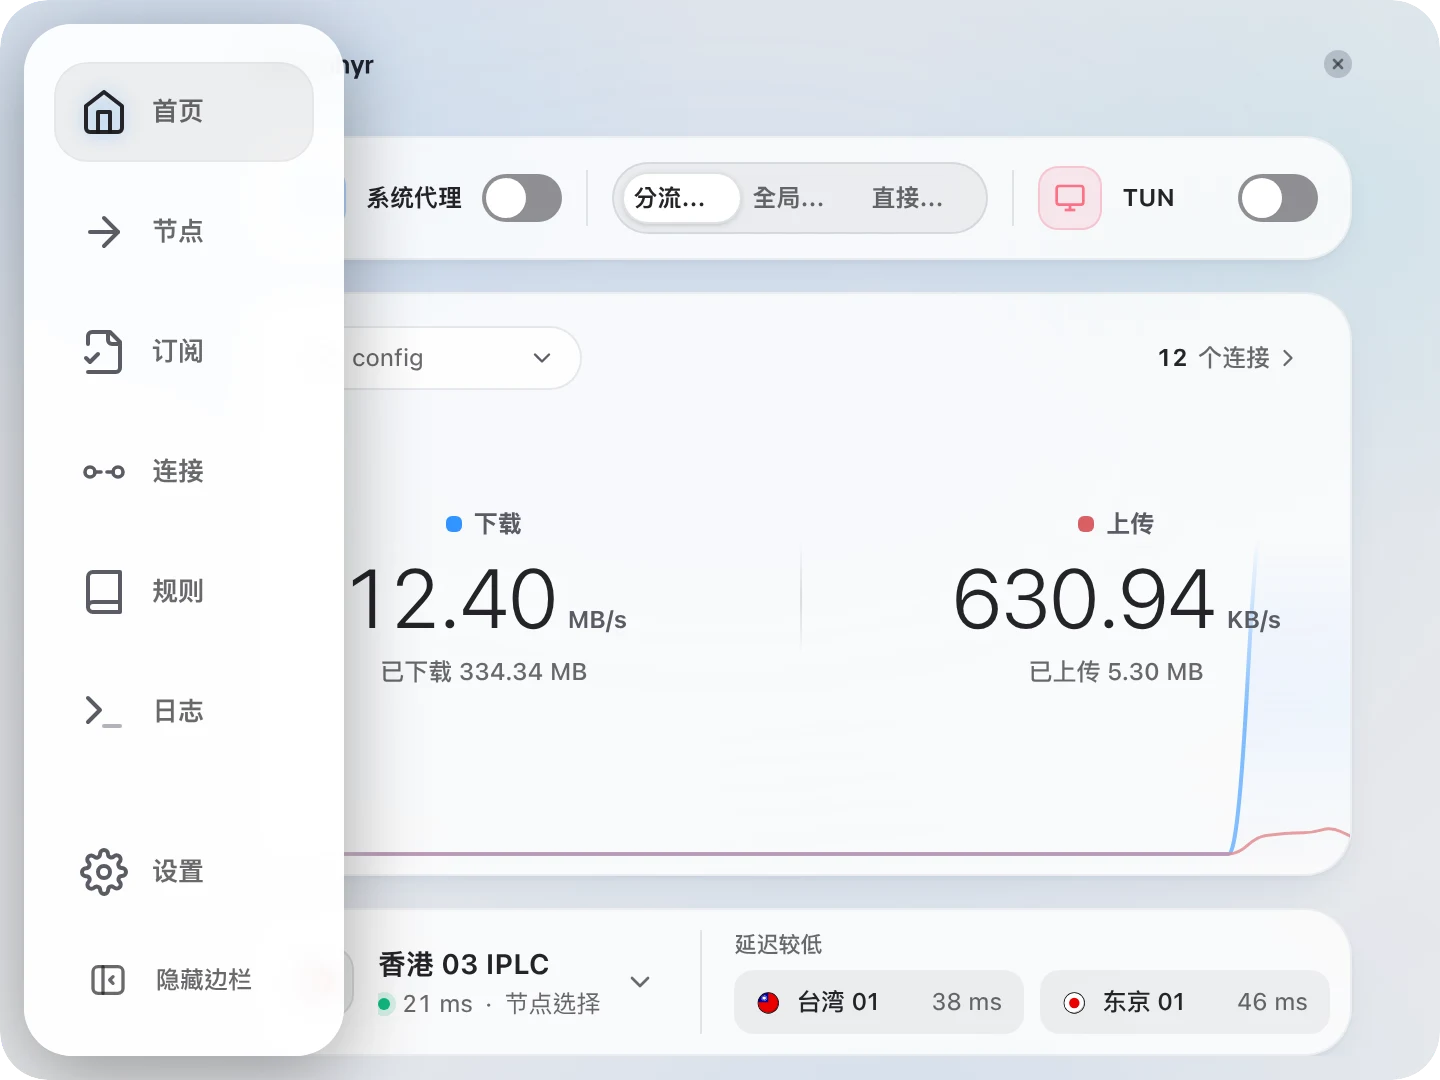 首页
节点
订阅
连接
规则
日志
设置
隐藏边栏
hyr
系统代理
分流...
全局...
直接...
TUN
config
12 个连接
下载
12.40 MB/s
已下载 334.34 MB
上传
630.94 KB/s
已上传 5.30 MB
香港 03 IPLC
21 ms · 节点选择
延迟较低
台湾 01 38 ms
东京 01 46 ms